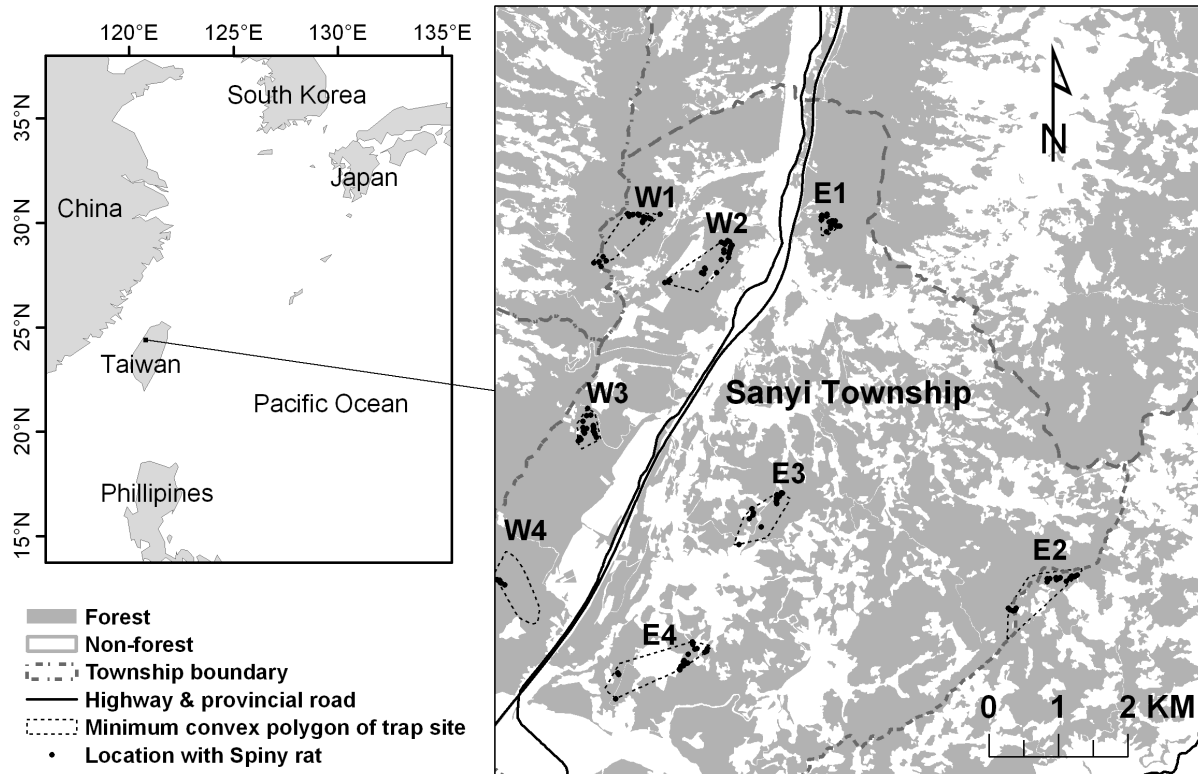 120°E 125°E 130°E 135°E
35°N
30°N
25°N
20°N
15°N
South Korea
Japan
China
Taiwan
Pacific Ocean
Phillipines
Forest
Non-forest
Township boundary
Highway & provincial road
Minimum convex polygon of trap site
Location with Spiny rat
N
W1
E1
W2
Sanyi Township
W3
E3
W4
E2
E4
0 1 2 KM